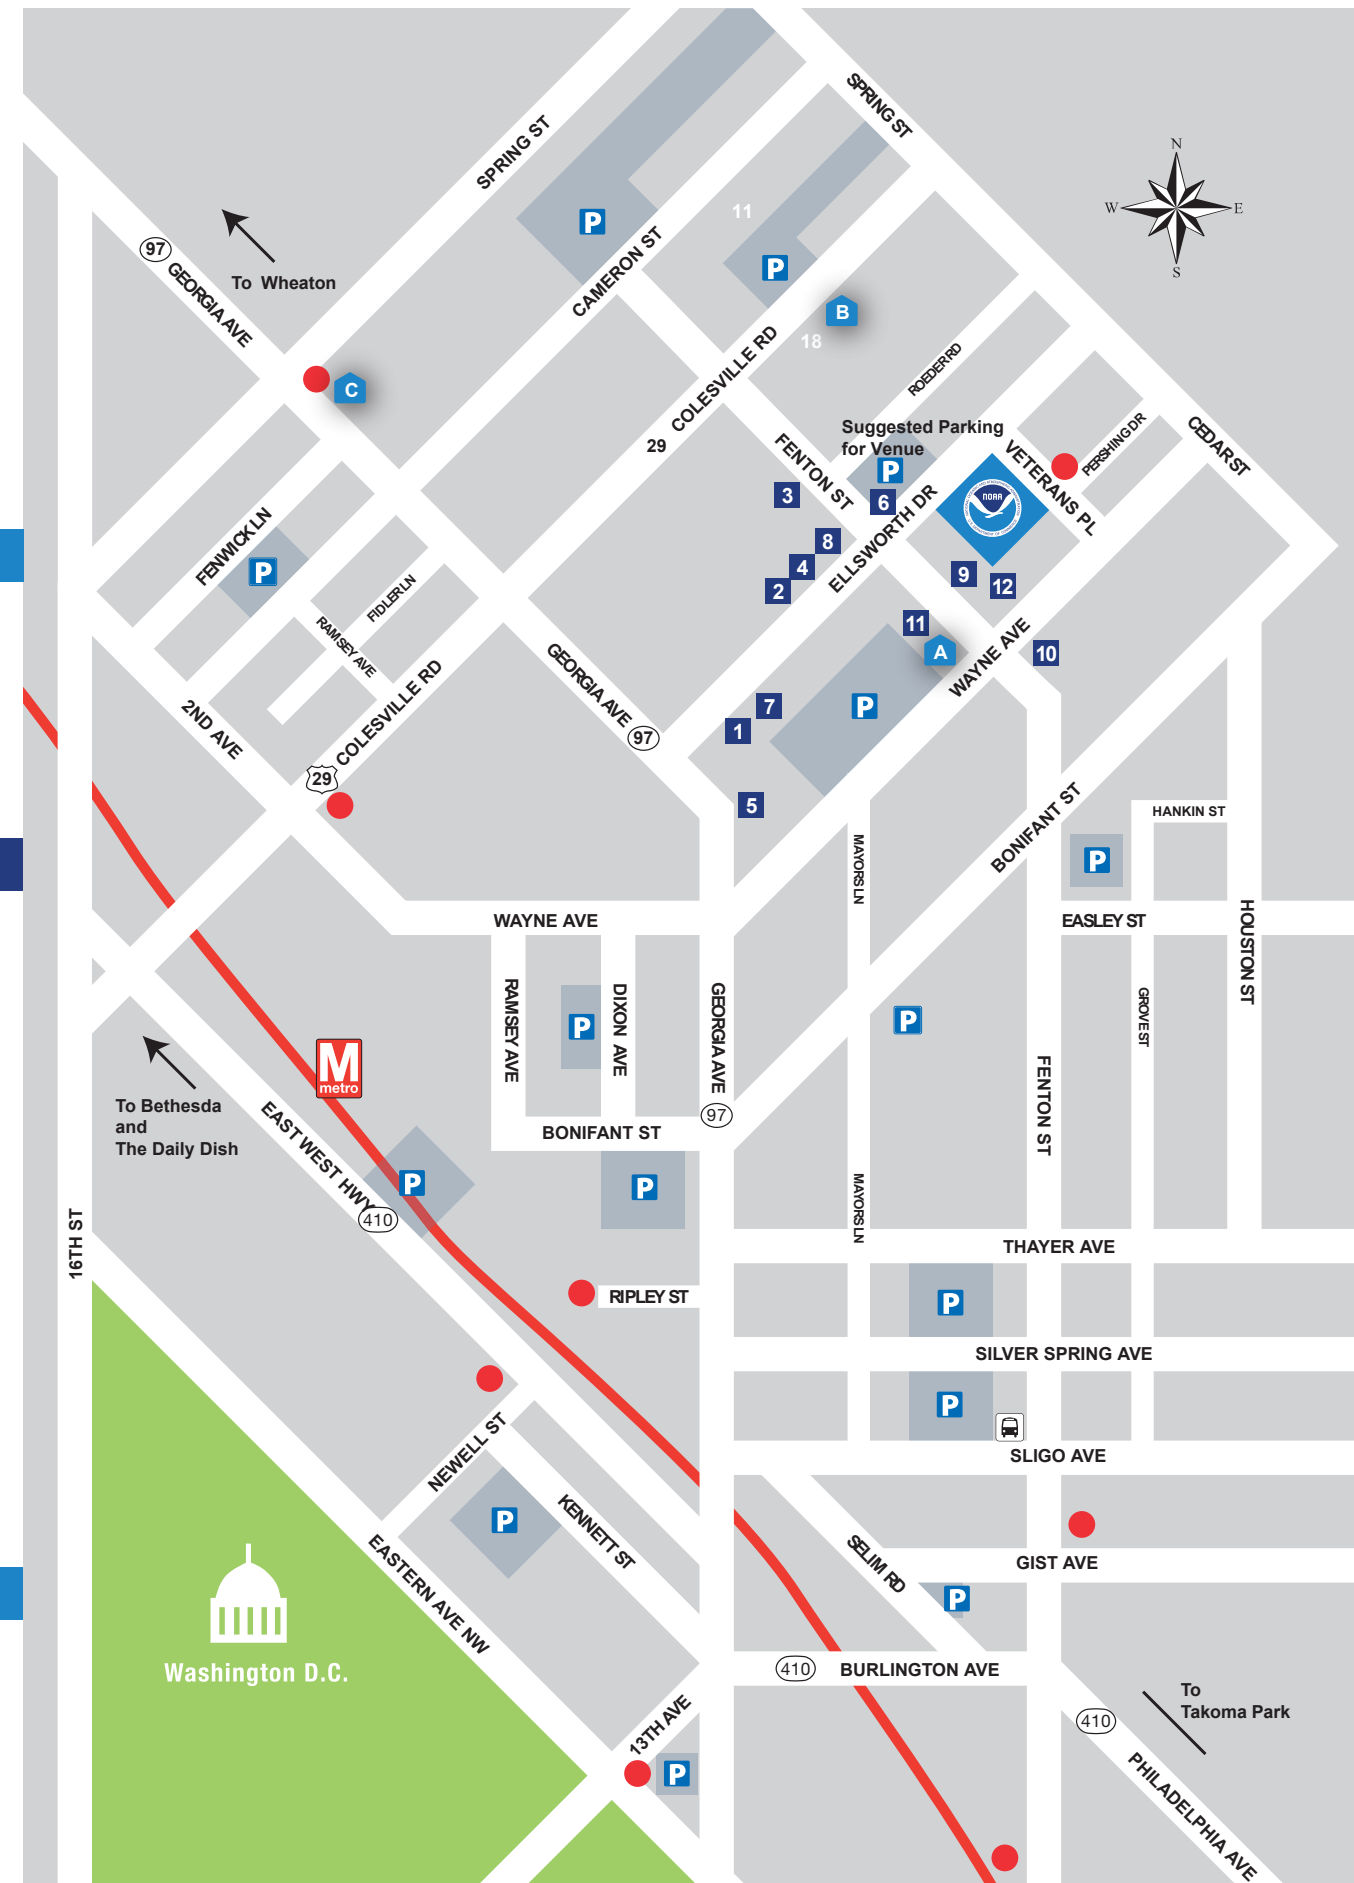 SPRING ST
SPRING ST
N
W
E
S
11
P
97
GEORGIA AVE
To Wheaton
CAMERON ST
P
B
18
COLESVILLE RD
29
ROEDER RD
C
Suggested Parking
for Venue
P
FENTON ST
VETERANS PL
PERSHING DR
CEDAR ST
3
6
NOAA
ELLSWORTH DR
8
4
2
9
12
FENWICK LN
P
FIDLER LN
RAMSEY AVE
11
A
WAYNE AVE
10
GEORGIA AVE
97
COLESVILLE RD
29
2ND AVE
7
1
P
5
MAYORS LN
BONIFANT ST
HANKIN ST
P
WAYNE AVE
EASLEY ST
HOUSTON ST
RAMSEY AVE
P
DIXON AVE
GEORGIA AVE
P
GROVE ST
M
metro
To Bethesda
and
The Daily Dish
EAST WEST HWY
410
P
97
BONIFANT ST
P
FENTON ST
MAYORS LN
16TH ST
THAYER AVE
RIPLEY ST
P
SILVER SPRING AVE
P
NEWELL ST
SLIGO AVE
P
KENNETT ST
EASTERN AVE NW
SELIM RD
GIST AVE
P
Washington D.C.
410
BURLINGTON AVE
To
Takoma Park
410
13TH AVE
P
PHILADELPHIA AVE